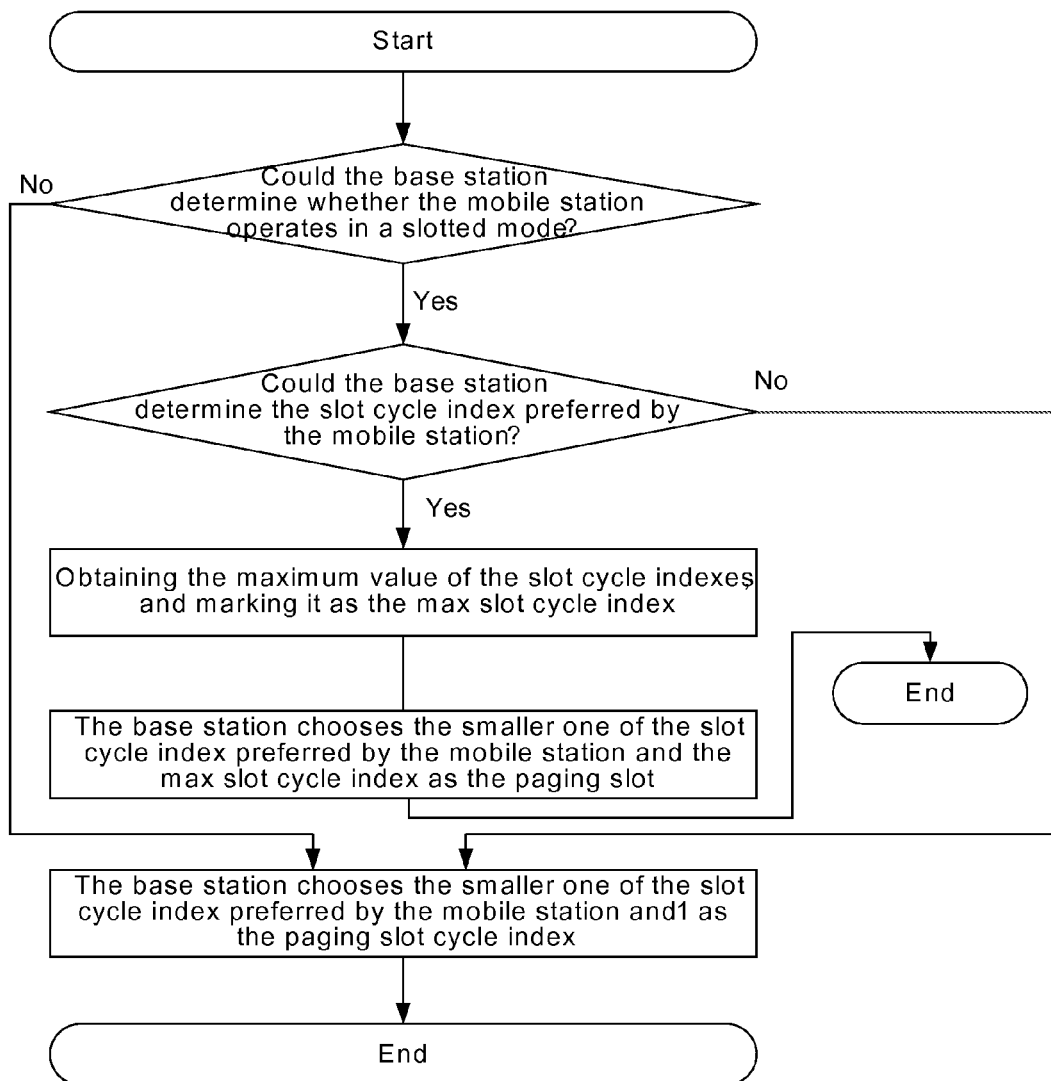 Start
Could the base station
determine whether the mobile station
operates in a slotted mode?
No
Yes
Could the base station
determine the slot cycle index preferred by
the mobile station?
No
Yes
Obtaining the maximum value of the slot cycle indexes,
and marking it as the max slot cycle index
End
The base station chooses the smaller one of the slot
cycle index preferred by the mobile station and the
max slot cycle index as the paging slot
The base station chooses the smaller one of the slot
cycle index preferred by the mobile station and1 as
the paging slot cycle index
End